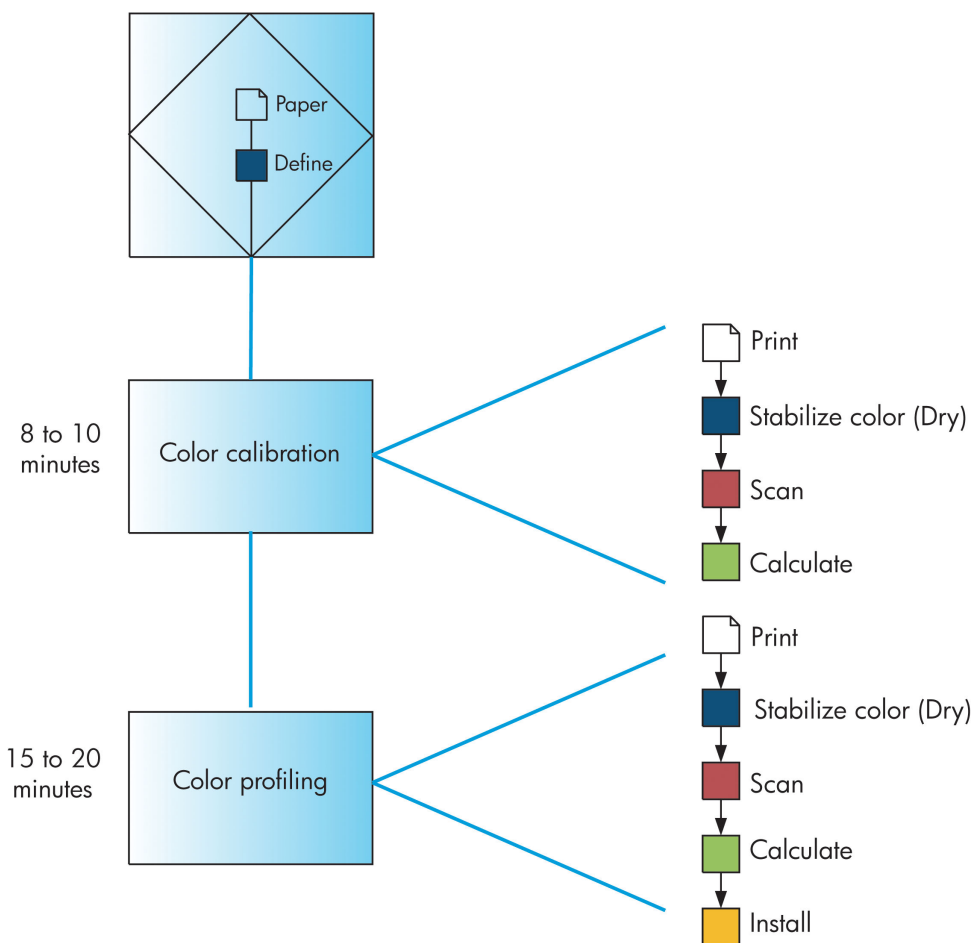 Paper
Define
8 to 10
minutes
Color calibration
Print
Stabilize color (Dry)
Scan
Calculate
15 to 20
minutes
Color profiling
Print
Stabilize color (Dry)
Scan
Calculate
Install